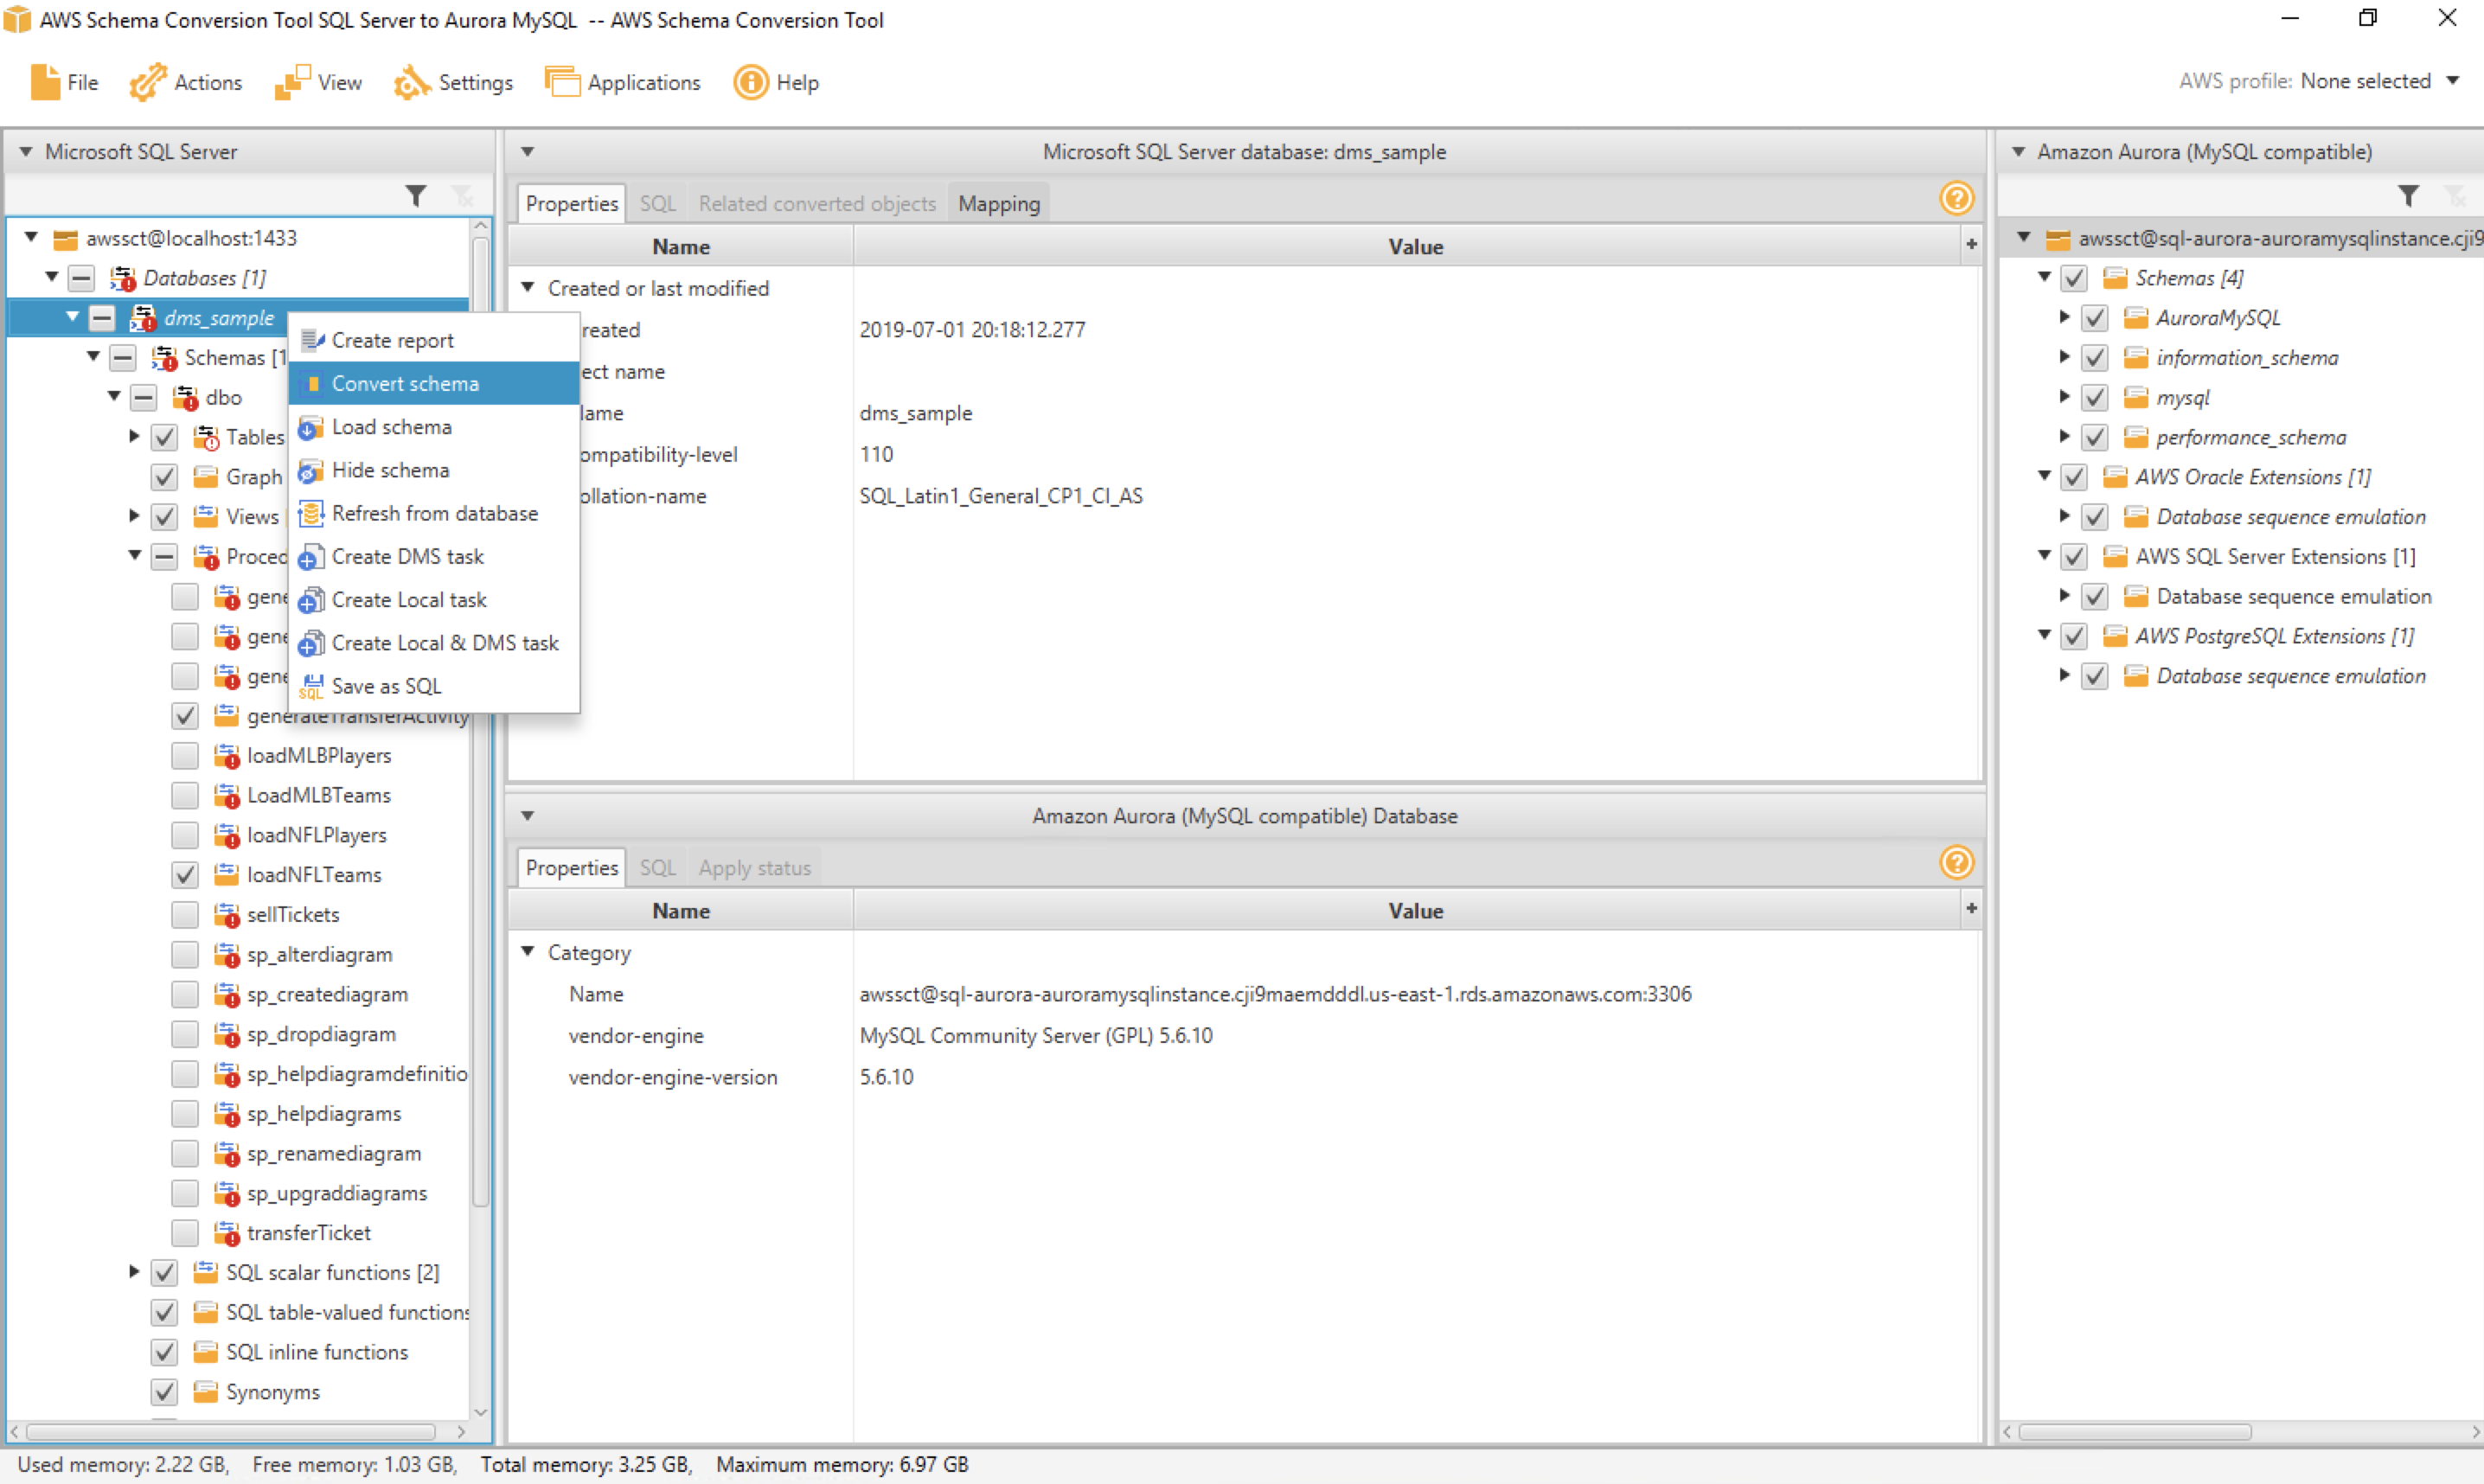 AWS Schema Conversion Tool SQL Server to Aurora MySQL -- AWS Schema Conversion Tool
File
Actions
View
Settings
Applications
Help
AWS profile: None selected
Microsoft SQL Server
awssct@localhost:1433
Databases [1]
dms_sample
Schemas [1
dbo
Tables
Graph
Views
Proced
gene
gene
gene
generateTransferActivity
loadMLBPlayers
LoadMLBTeams
loadNFLPlayers
loadNFLTeams
sellTickets
sp_alterdiagram
sp_creatediagram
sp_dropdiagram
sp_helpdiagramdefinitio
sp_helpdiagrams
sp_renamediagram
sp_upgraddiagrams
transferTicket
SQL scalar functions [2]
SQL table-valued functions
SQL inline functions
Synonyms
Create report
Convert schema
Load schema
Hide schema
Refresh from database
Create DMS task
Create Local task
Create Local & DMS task
SQL
Save as SQL
Microsoft SQL Server database: dms_sample
Properties
SQL
Related converted objects
Mapping
Name
Value
Created or last modified
reated
2019-07-01 20:18:12.277
ect name
ame
dms_sample
ompatibility-level
110
ollation-name
SQL_Latin1_General_CP1_CI_AS
Amazon Aurora (MySQL compatible) Database
Properties
SQL
Apply status
Name
Value
Category
Name
awssct@sql-aurora-auroramysqlinstance.cji9maemdddl.us-east-1.rds.amazonaws.com:3306
vendor-engine
MySQL Community Server (GPL) 5.6.10
vendor-engine-version
5.6.10
Amazon Aurora (MySQL compatible)
awssct@sql-aurora-auroramysqlinstance.cji9
Schemas [4]
AuroraMySQL
information_schema
mysql
performance_schema
AWS Oracle Extensions [1]
Database sequence emulation
AWS SQL Server Extensions [1]
Database sequence emulation
AWS PostgreSQL Extensions [1]
Database sequence emulation
Used memory: 2.22 GB, Free memory: 1.03 GB, Total memory: 3.25 GB, Maximum memory: 6.97 GB